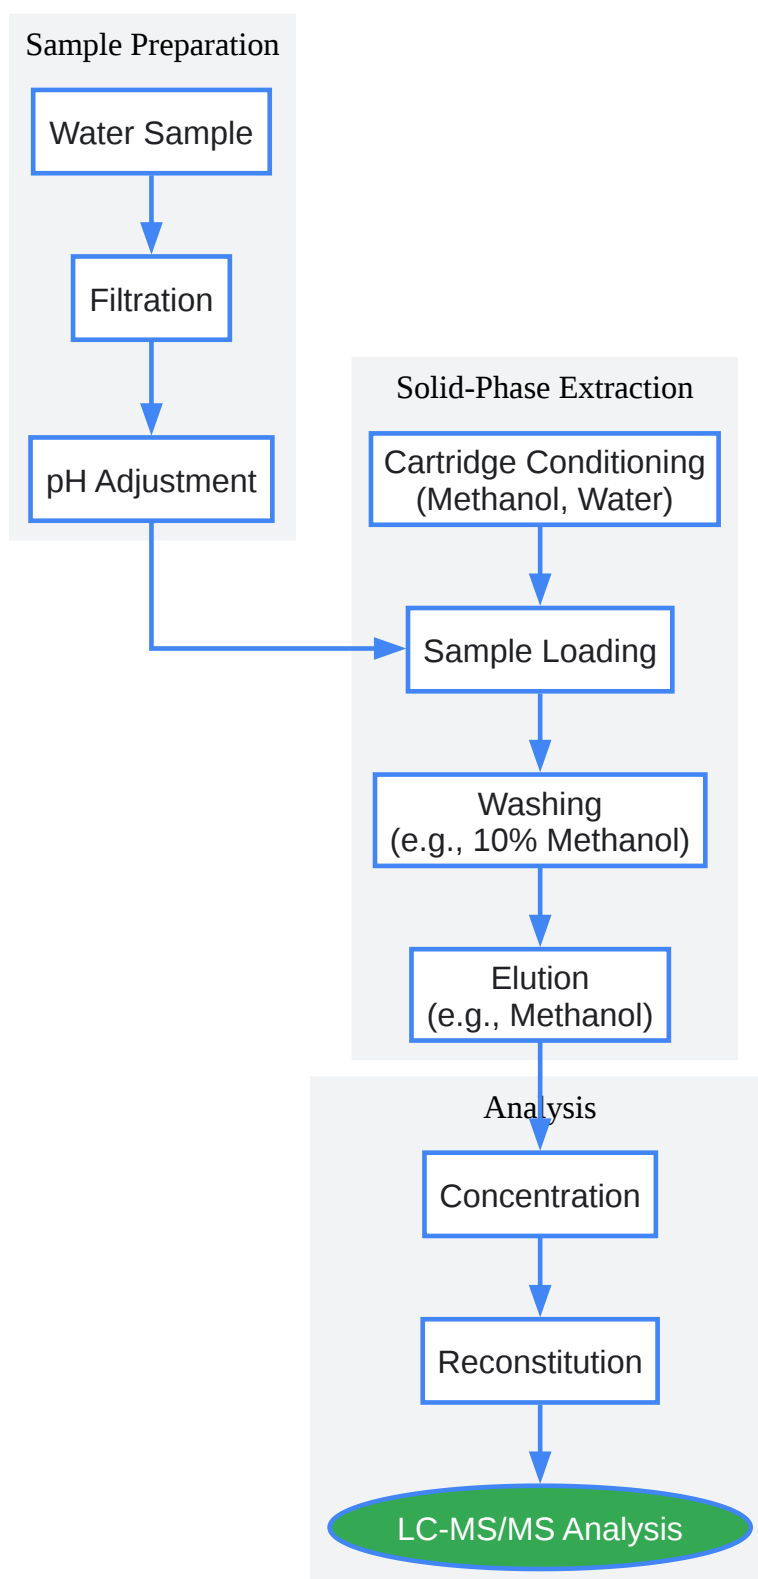 Sample Preparation
Water Sample
Filtration
pH Adjustment
Solid-Phase Extraction
Cartridge Conditioning
(Methanol, Water)
Sample Loading
Washing
(e.g., 10% Methanol)
Elution
(e.g., Methanol)
Analysis
Concentration
Reconstitution
LC-MS/MS Analysis